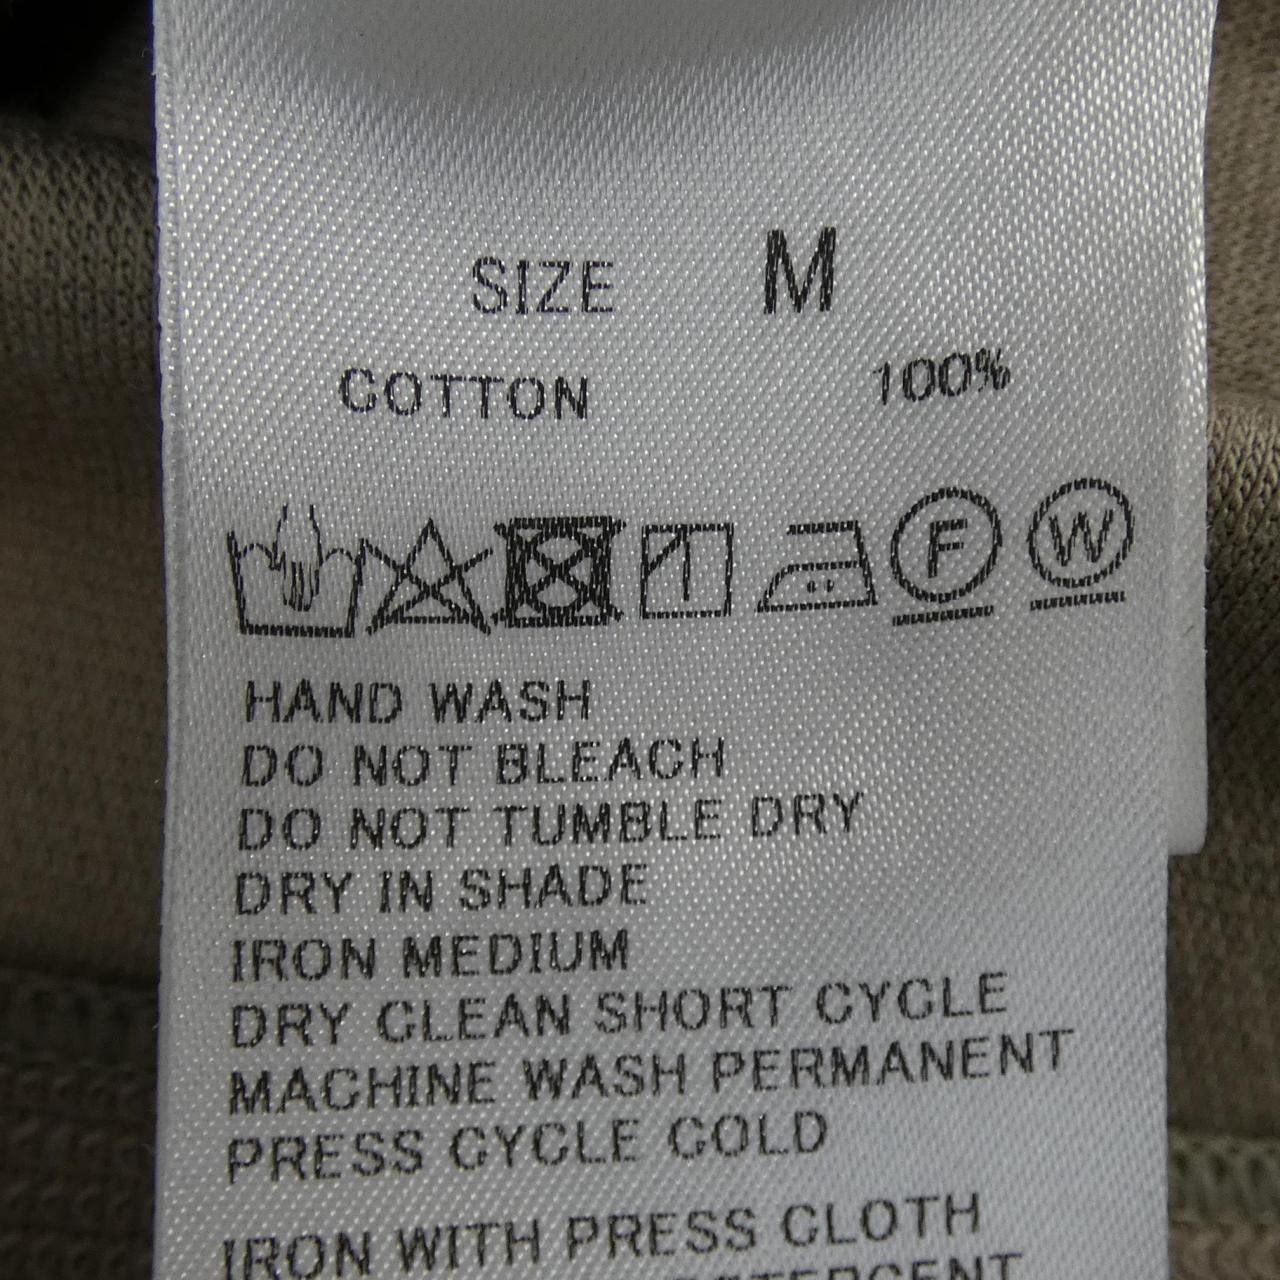 SIZE M
COTTON 100%
F W
HAND WASH
DO NOT BLEACH
DO NOT TUMBLE DRY
DRY IN SHADE
IRON MEDIUM
DRY CLEAN SHORT CYCLE
MACHINE WASH PERMANENT
PRESS CYCLE COLD
IRON WITH PRESS CLOTH